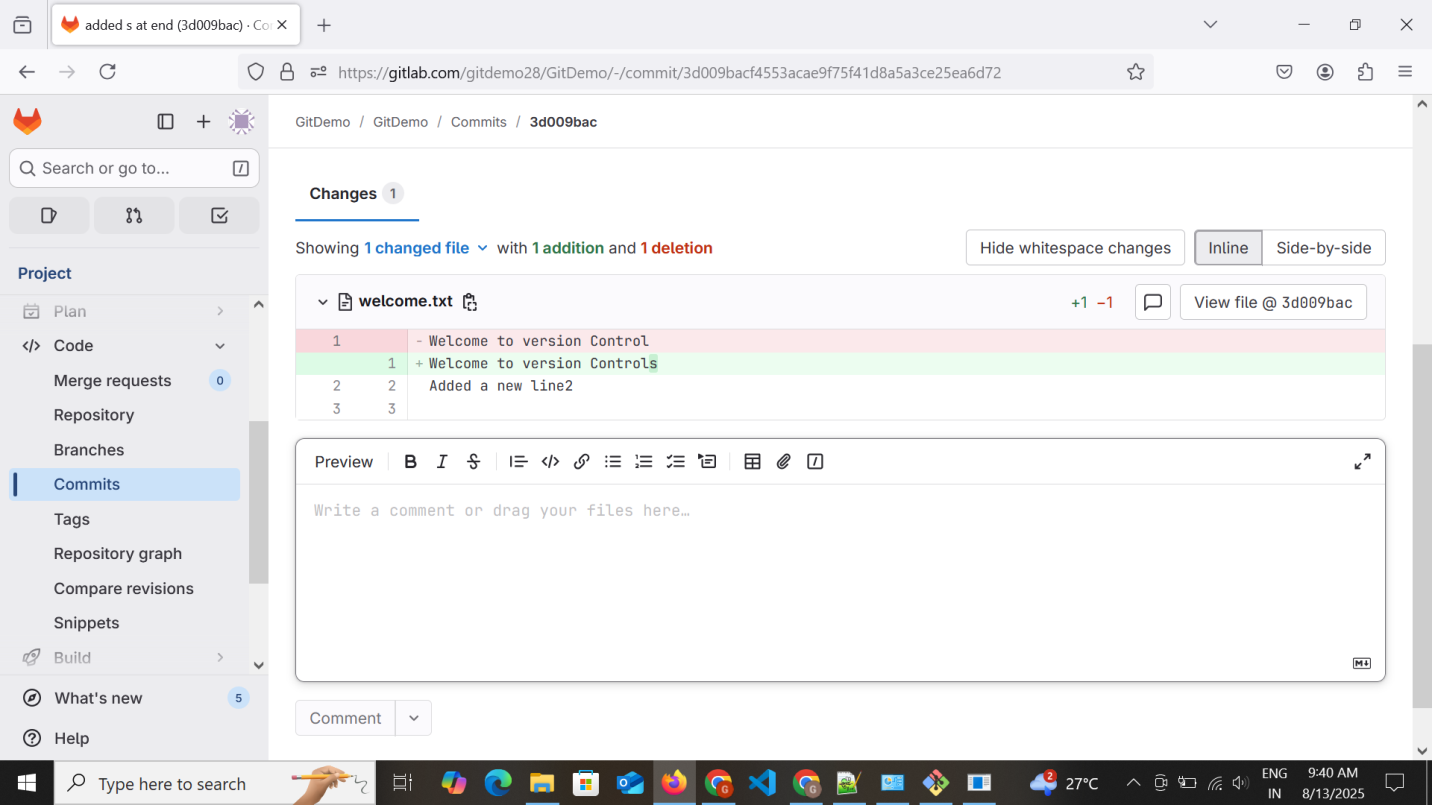 added s at end (3d009bac) · Co
https://gitlab.com/gitdemo28/GitDemo/-/commit/3d009bacf4553acae9f75f41d8a5a3ce25ea6d72
GitDemo / GitDemo / Commits / 3d009bac
Search or go to...
Project
Plan
Code
Merge requests 0
Repository
Branches
Commits
Tags
Repository graph
Compare revisions
Snippets
Build
What's new 5
Help
Changes 1
Showing 1 changed file with 1 addition and 1 deletion
Hide whitespace changes
Inline
Side-by-side
welcome.txt
+1 −1
View file @ 3d009bac
1 - Welcome to version Control
1 + Welcome to version Controls
2 2 Added a new line2
3 3
Preview
Write a comment or drag your files here…
Comment
Type here to search
2
27°C
ENG
IN
9:40 AM
8/13/2025